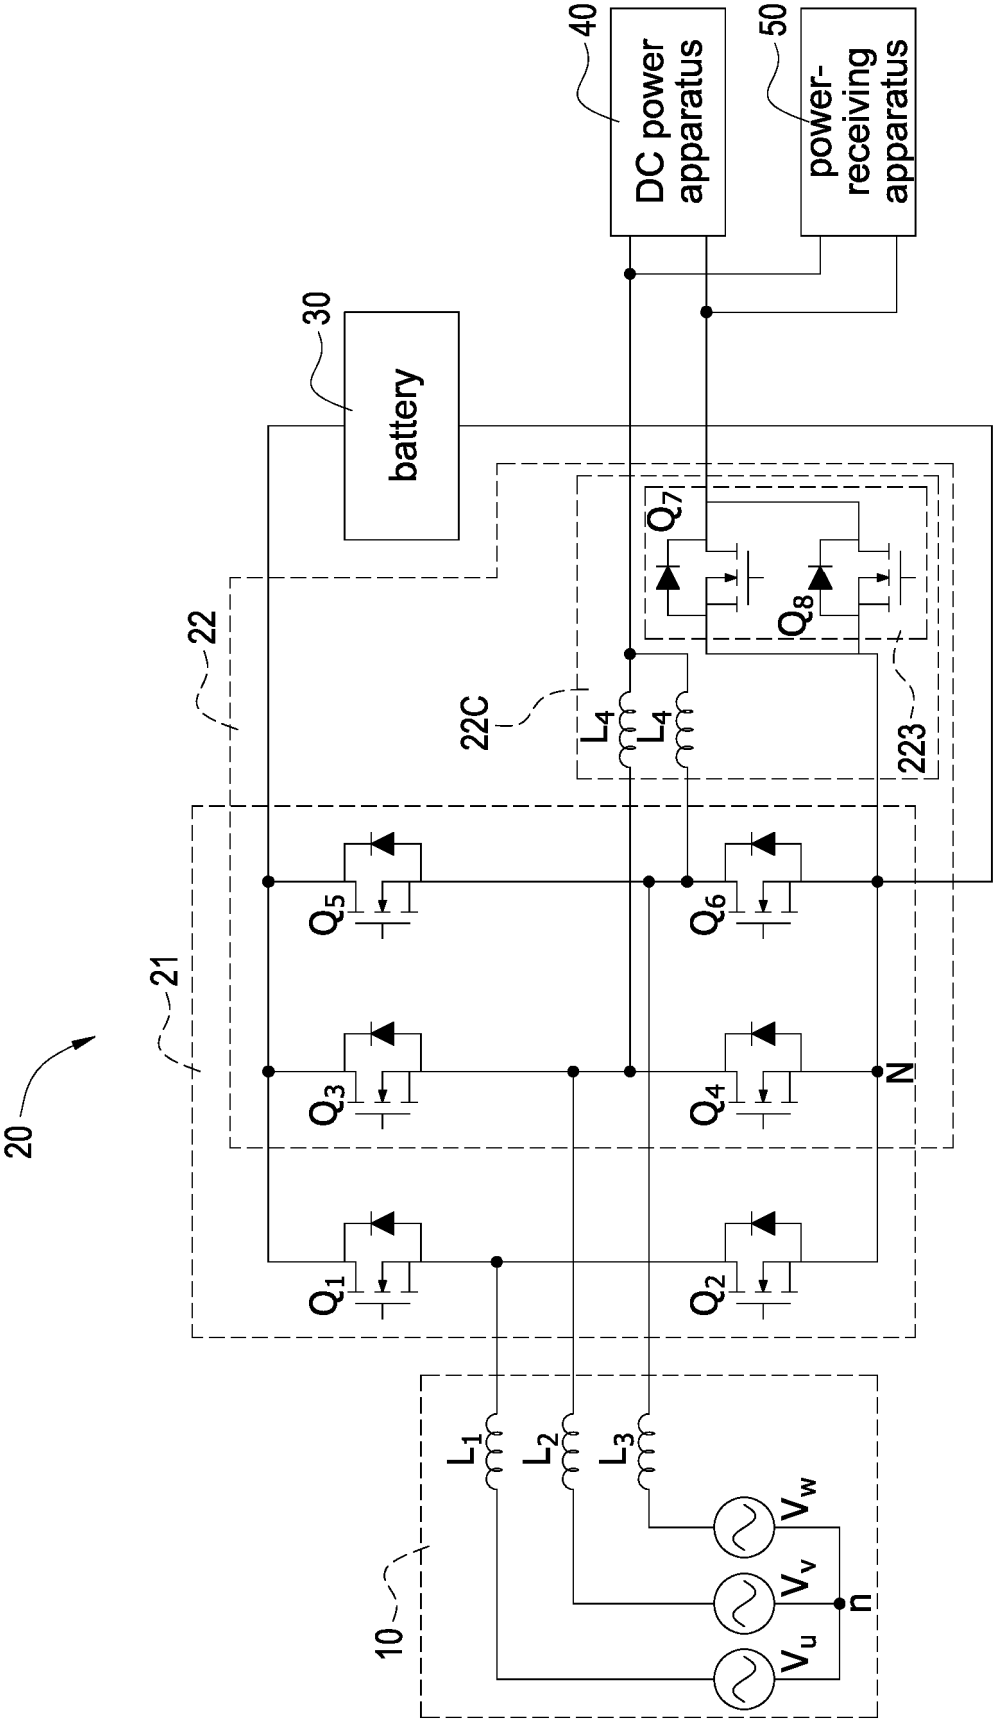 20
21
22
30
40
50
battery
DC power
apparatus
power-
receiving
apparatus
Q1
Q3
Q5
22C
L4
L4
Q7
Q8
223
Q2
Q4
Q6
N
10
L1
L2
L3
Vu
Vv
Vw
n